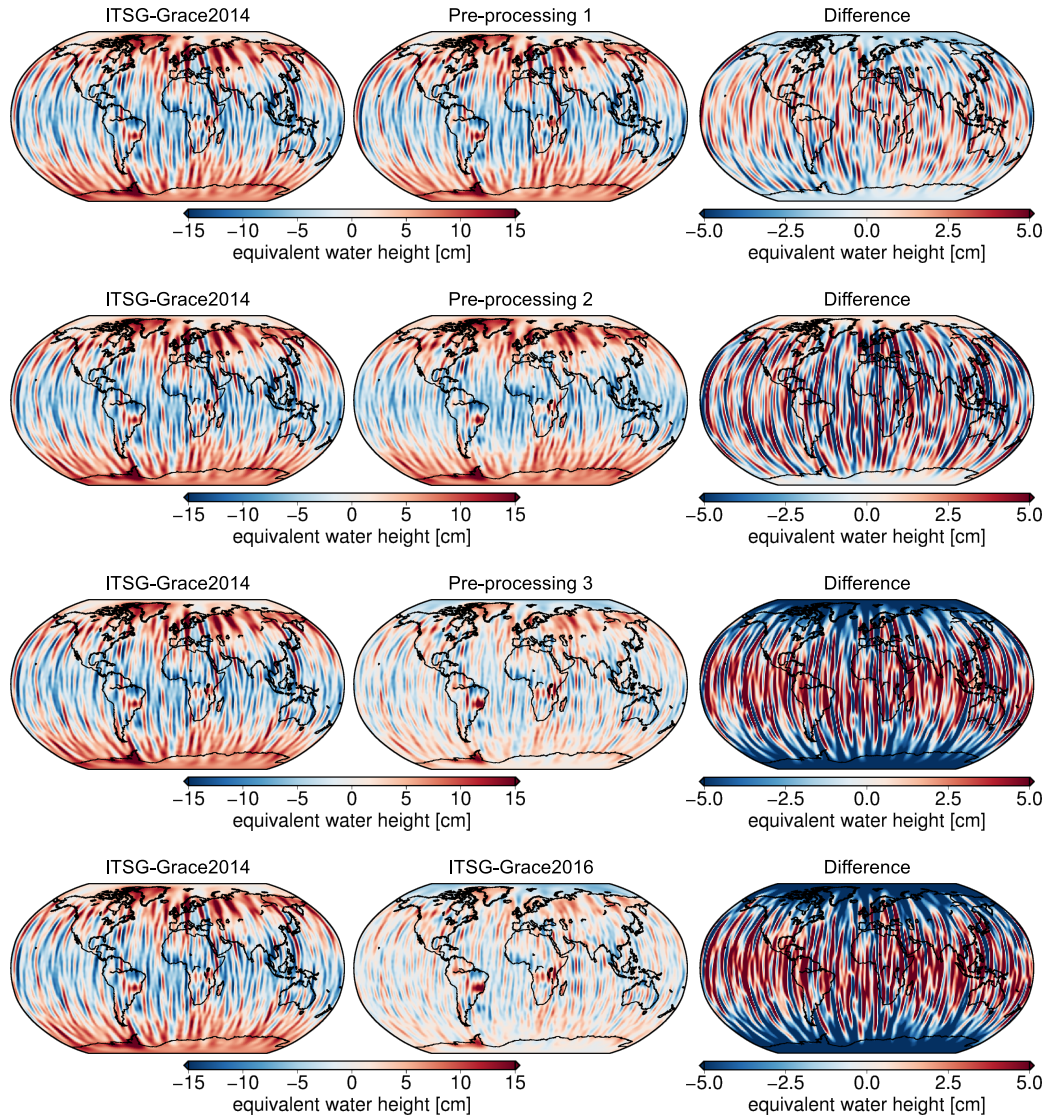 ITSG-Grace2014 Pre-processing 1 Difference
−15 −10 −5 0 5 10 15 −5.0 −2.5 0.0 2.5 5.0
equivalent water height [cm] equivalent water height [cm]
ITSG-Grace2014 Pre-processing 2 Difference
−15 −10 −5 0 5 10 15 −5.0 −2.5 0.0 2.5 5.0
equivalent water height [cm] equivalent water height [cm]
ITSG-Grace2014 Pre-processing 3 Difference
−15 −10 −5 0 5 10 15 −5.0 −2.5 0.0 2.5 5.0
equivalent water height [cm] equivalent water height [cm]
ITSG-Grace2014 ITSG-Grace2016 Difference
−15 −10 −5 0 5 10 15 −5.0 −2.5 0.0 2.5 5.0
equivalent water height [cm] equivalent water height [cm]